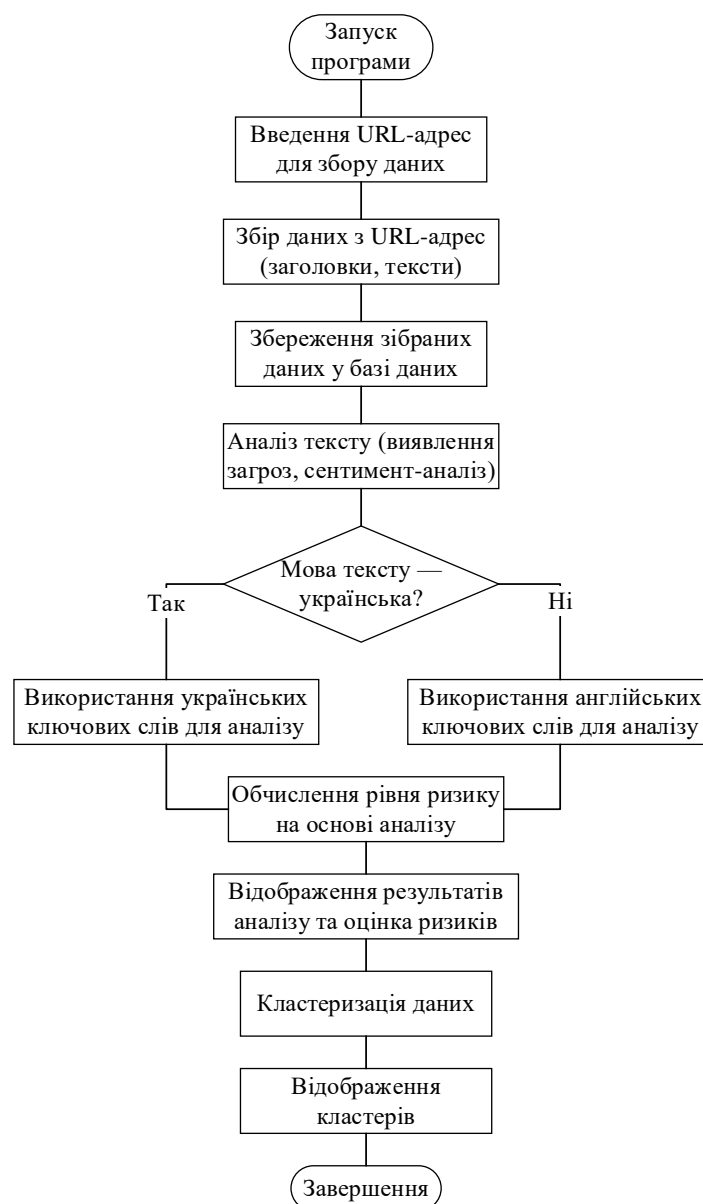 Запуск
програми
Введення URL-адрес
для збору даних
Збір даних з URL-адрес
(заголовки, тексти)
Збереження зібраних
даних у базі даних
Аналіз тексту (виявлення
загроз, сентимент-аналіз)
Мова тексту —
українська?
Так
Ні
Використання українських
ключових слів для аналізу
Використання англійських
ключових слів для аналізу
Обчислення рівня ризику
на основі аналізу
Відображення результатів
аналізу та оцінка ризиків
Кластеризація даних
Відображення
кластерів
Завершення